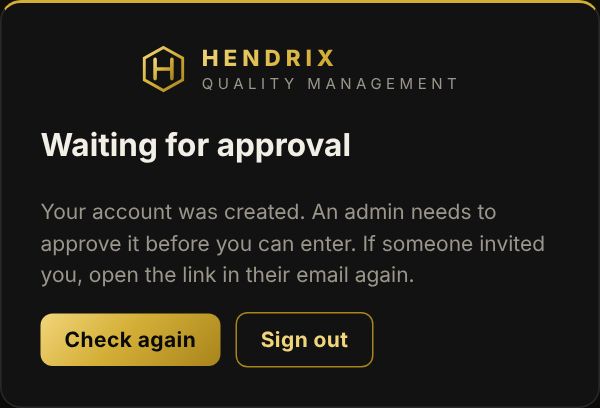 HENDRIX
QUALITY MANAGEMENT
Waiting for approval
Your account was created. An admin needs to
approve it before you can enter. If someone invited
you, open the link in their email again.
Check again
Sign out